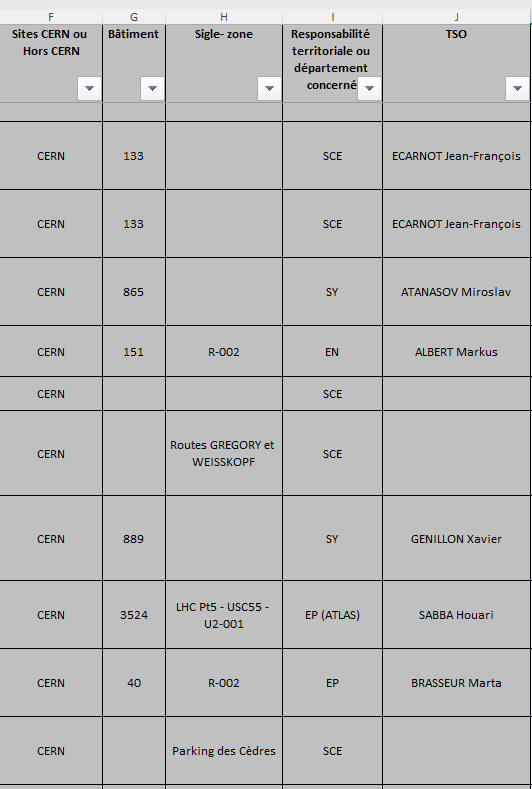 F G H I J
Sites CERN ou Bâtiment Sigle- zone Responsabilité TSO
Hors CERN territoriale ou
département
concerné
CERN 133 SCE ECARNOT Jean-François
CERN 133 SCE ECARNOT Jean-François
CERN 865 SY ATANASOV Miroslav
CERN 151 R-002 EN ALBERT Markus
CERN SCE
Routes GREGORY et
CERN SCE
WEISSKOPF
CERN 889 SY GENILLON Xavier
LHC Pt5 - USC55 -
CERN 3524 EP (ATLAS) SABBA Houari
U2-001
CERN 40 R-002 EP BRASSEUR Marta
CERN Parking des Cèdres SCE